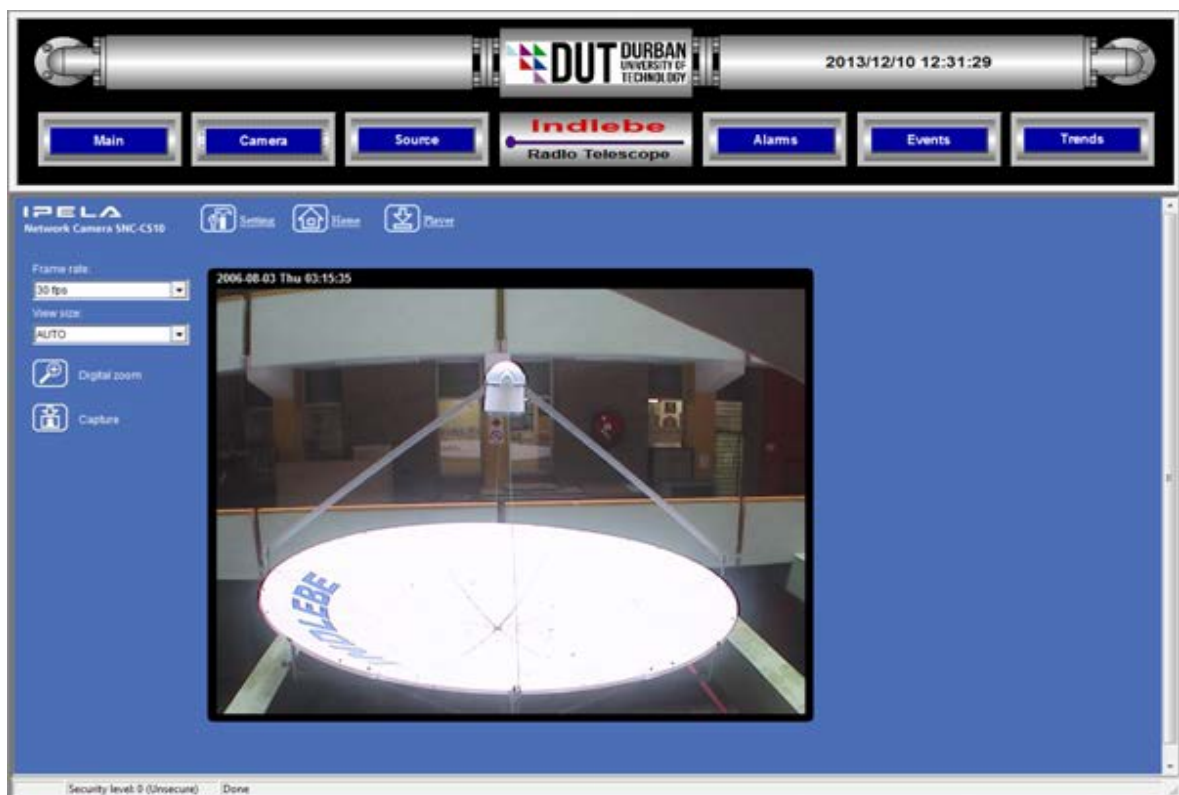 DUT DURBAN
UNIVERSITY OF
TECHNOLOGY
2013/12/10 12:31:29
Main
Camera
Source
Indlebe
Radio Telescope
Alarms
Events
Trends
IPELA
Network Camera SNC-CS10
Setting
Home
Player
Frame rate:
30 fps
View size:
AUTO
Digital zoom
Capture
2006-08-03 Thu 03:15:35
INDLEBE
Security level: 0 (Unsecure) Done